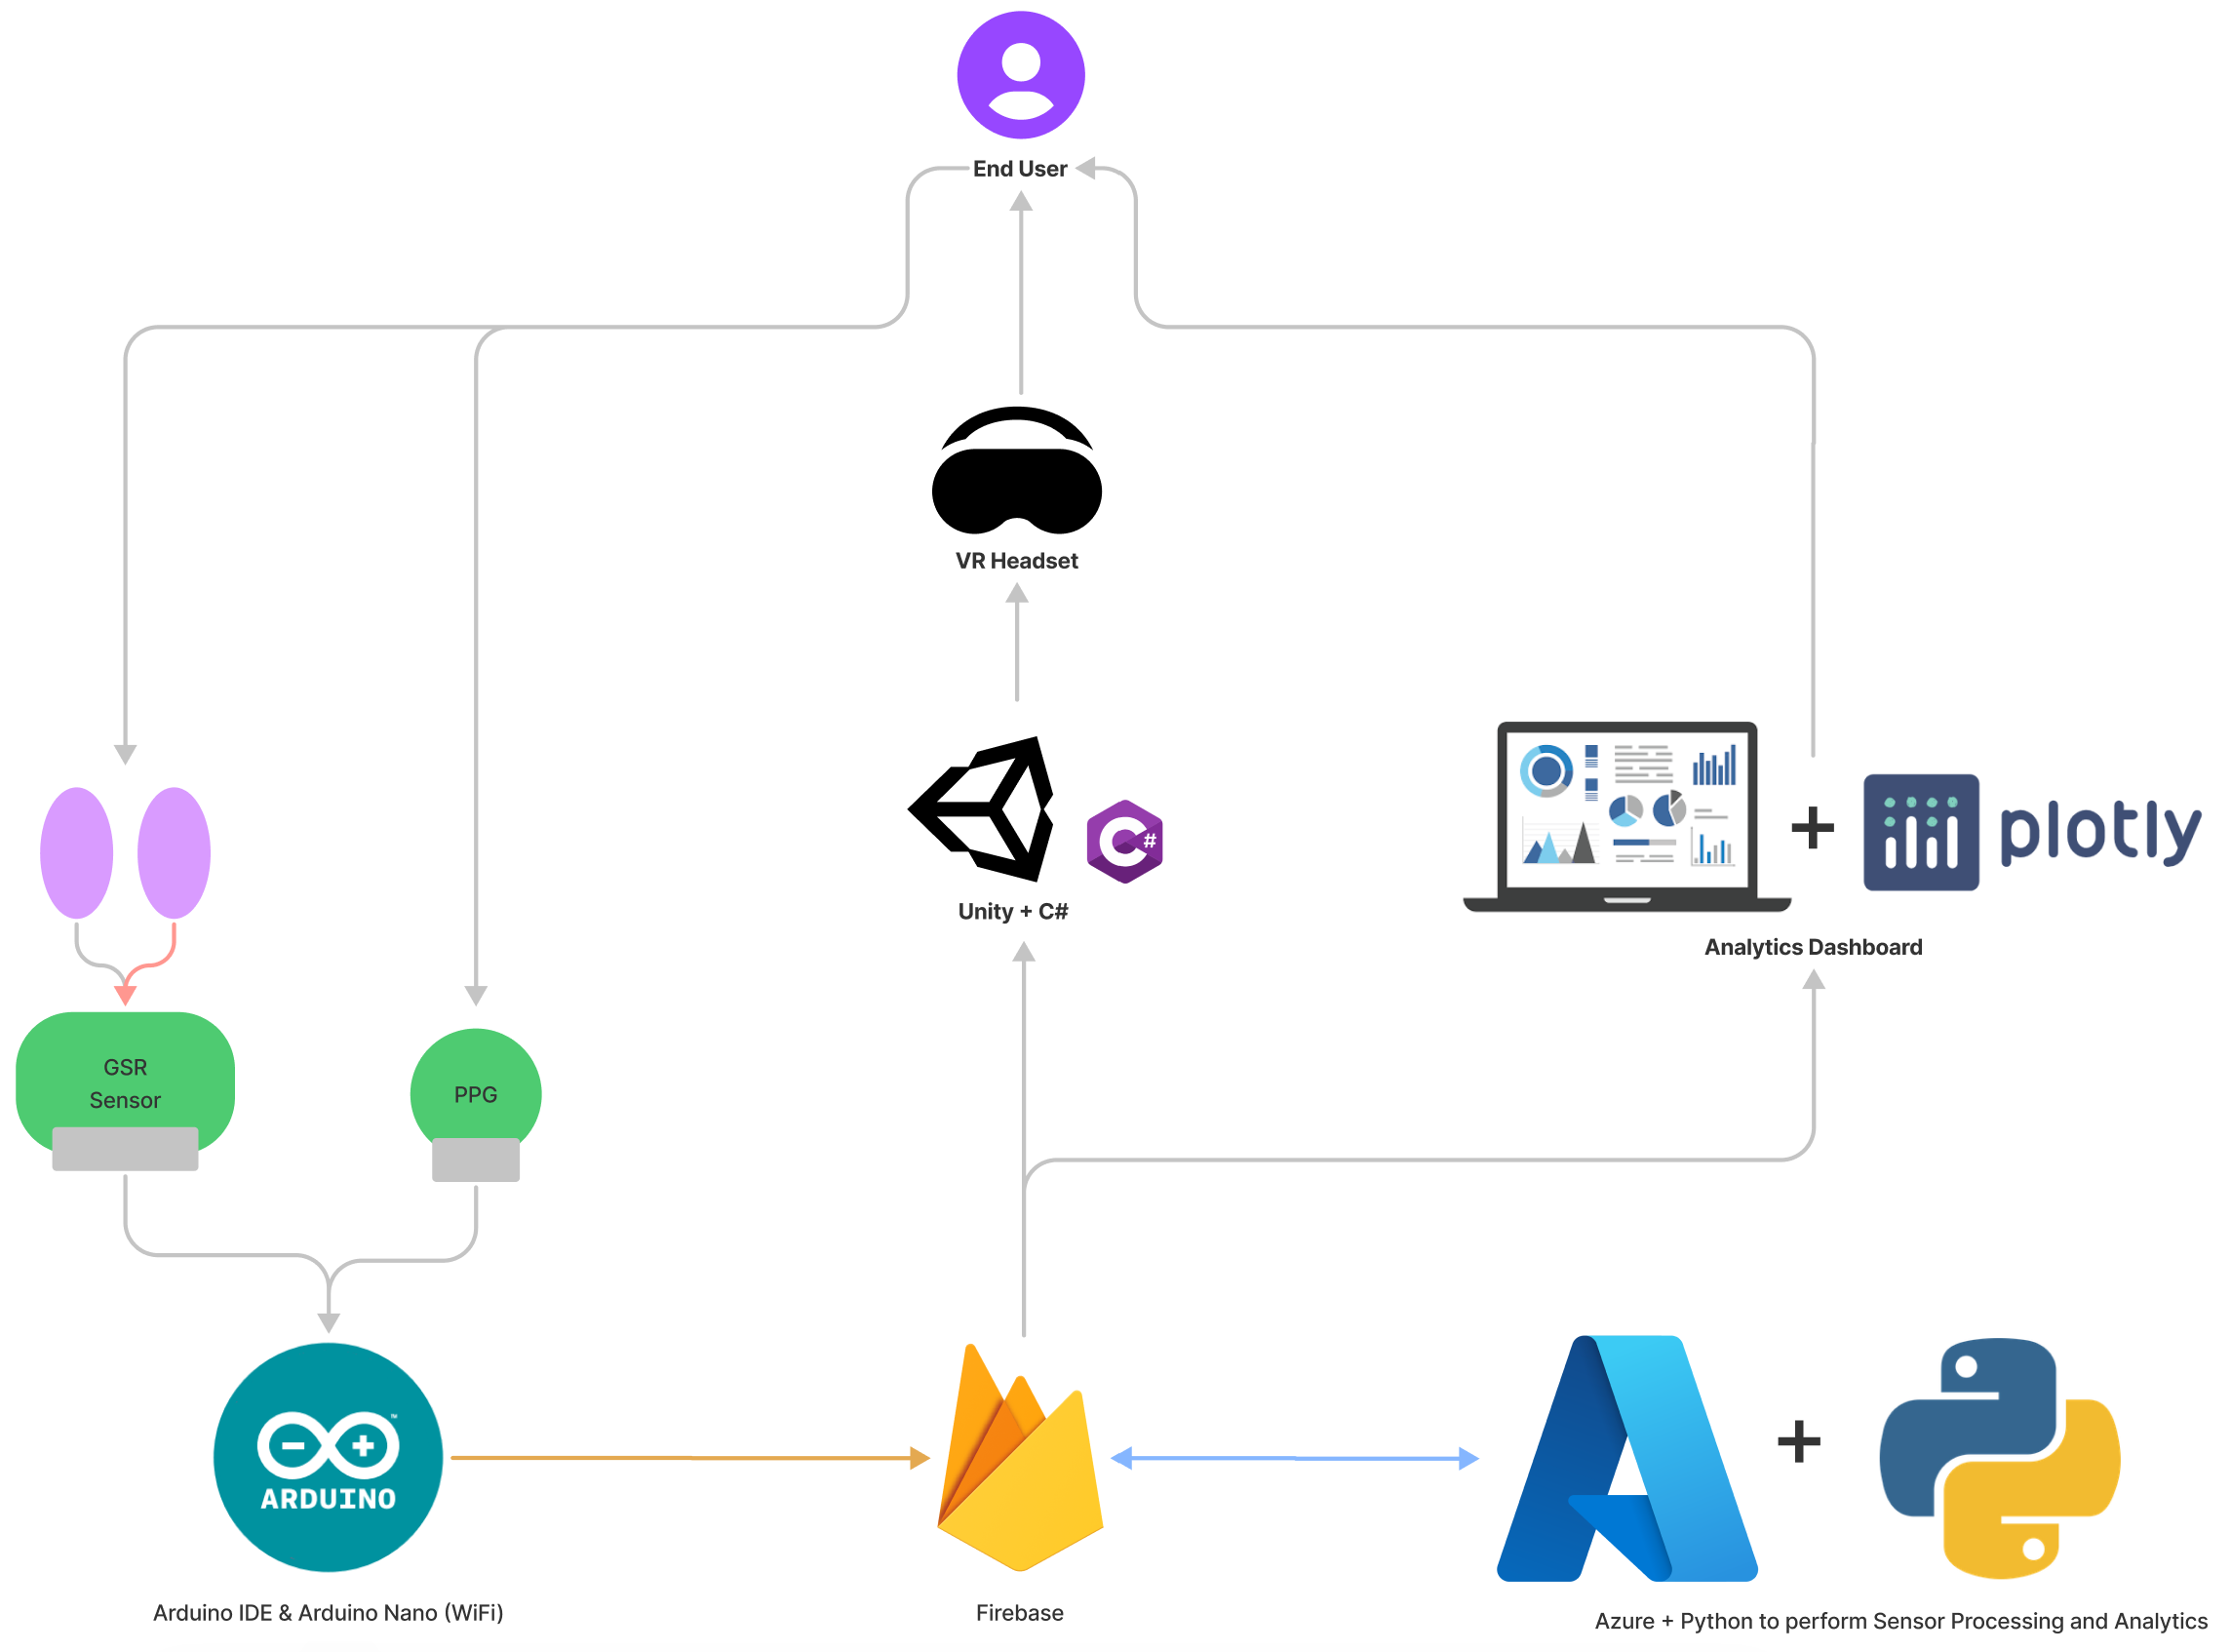 End User
VR Headset
C#
Unity + C#
+ plotly
Analytics Dashboard
GSR
Sensor
PPG
ARDUINO
™
+
Arduino IDE & Arduino Nano (WiFi)
Firebase
Azure + Python to perform Sensor Processing and Analytics